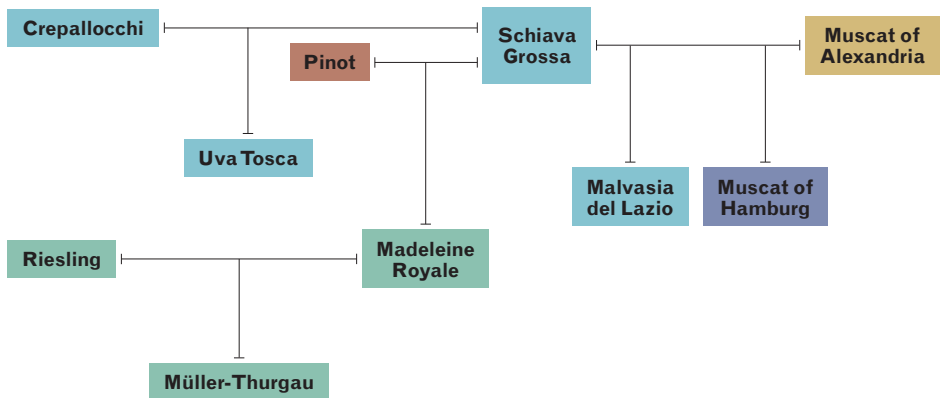 Crepallocchi
Schiava
Grossa
Muscat of
Alexandria
Pinot
Uva Tosca
Malvasia
del Lazio
Muscat of
Hamburg
Riesling
Madeleine
Royale
Müller-Thurgau